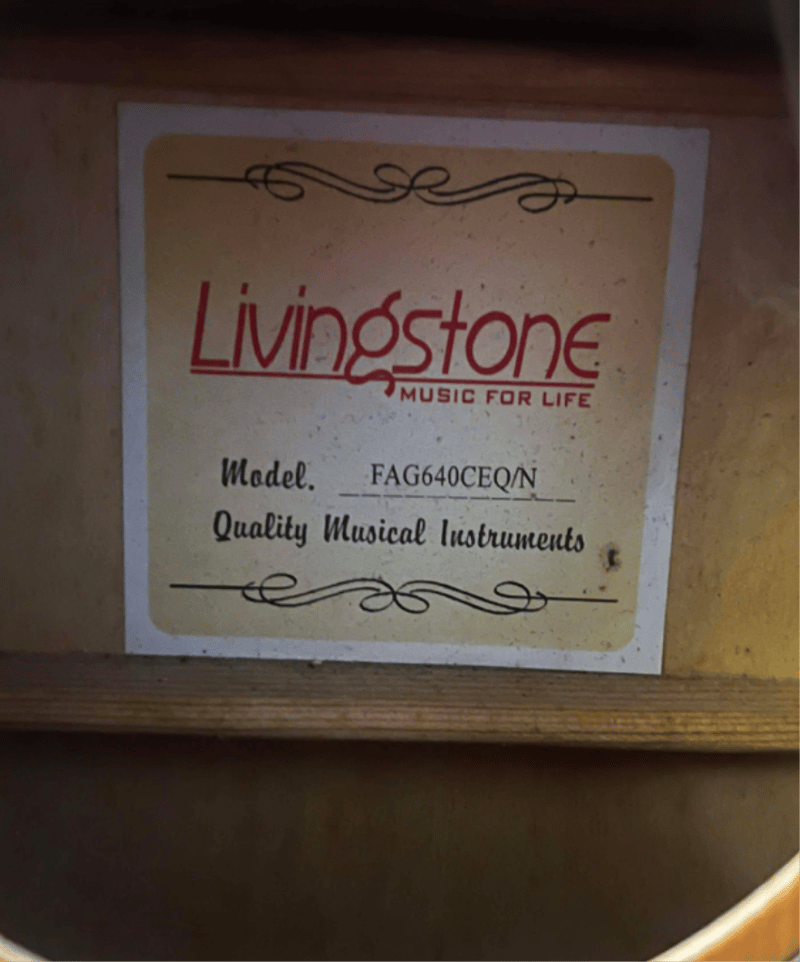 Livingstone
MUSIC FOR LIFE
Model. FAG640CEQ/N
Quality Musical Instruments